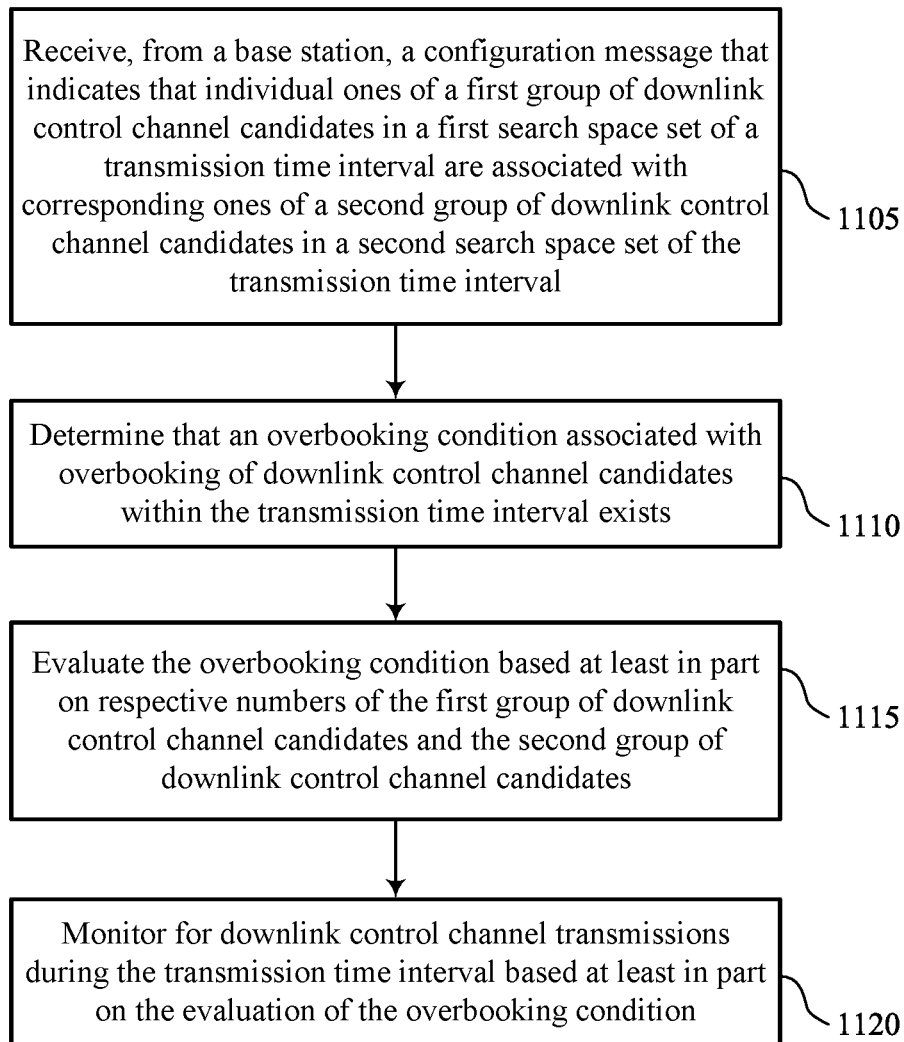 Receive, from a base station, a configuration message that
indicates that individual ones of a first group of downlink
control channel candidates in a first search space set of a
transmission time interval are associated with
corresponding ones of a second group of downlink control
channel candidates in a second search space set of the
transmission time interval
1105
Determine that an overbooking condition associated with
overbooking of downlink control channel candidates
within the transmission time interval exists
1110
Evaluate the overbooking condition based at least in part
on respective numbers of the first group of downlink
control channel candidates and the second group of
downlink control channel candidates
1115
Monitor for downlink control channel transmissions
during the transmission time interval based at least in part
on the evaluation of the overbooking condition
1120